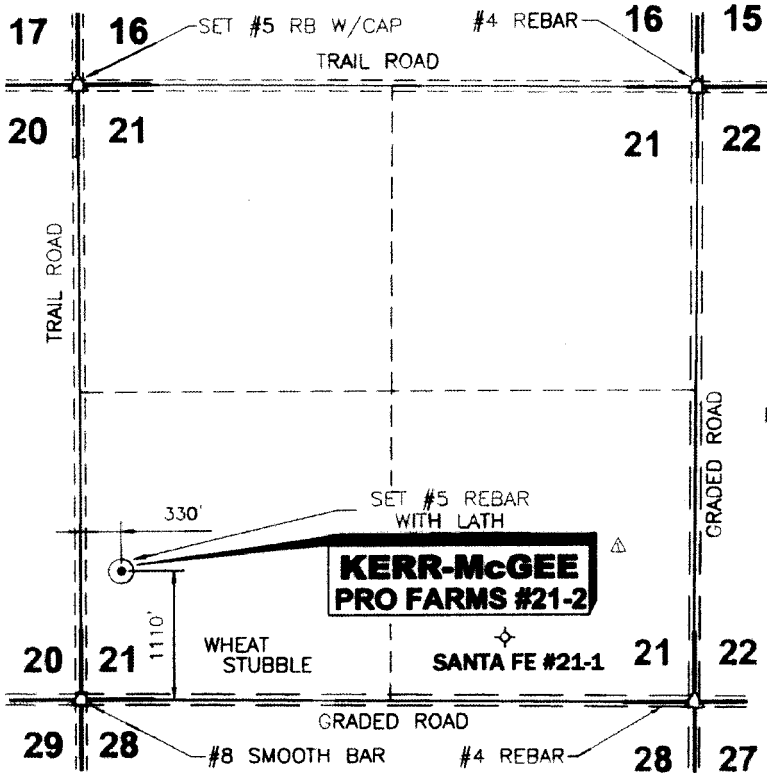 17 16 SET #5 RB W/CAP #4 REBAR 16 15
TRAIL ROAD
20 21 21 22
TRAIL ROAD
GRADED ROAD
SET #5 REBAR
WITH LATH
330'
KERR-McGEE
PRO FARMS #21-2
1110'
WHEAT
STUBBLE
SANTA FE #21-1
20 21 21 22
GRADED ROAD
29 28 #8 SMOOTH BAR #4 REBAR 28 27